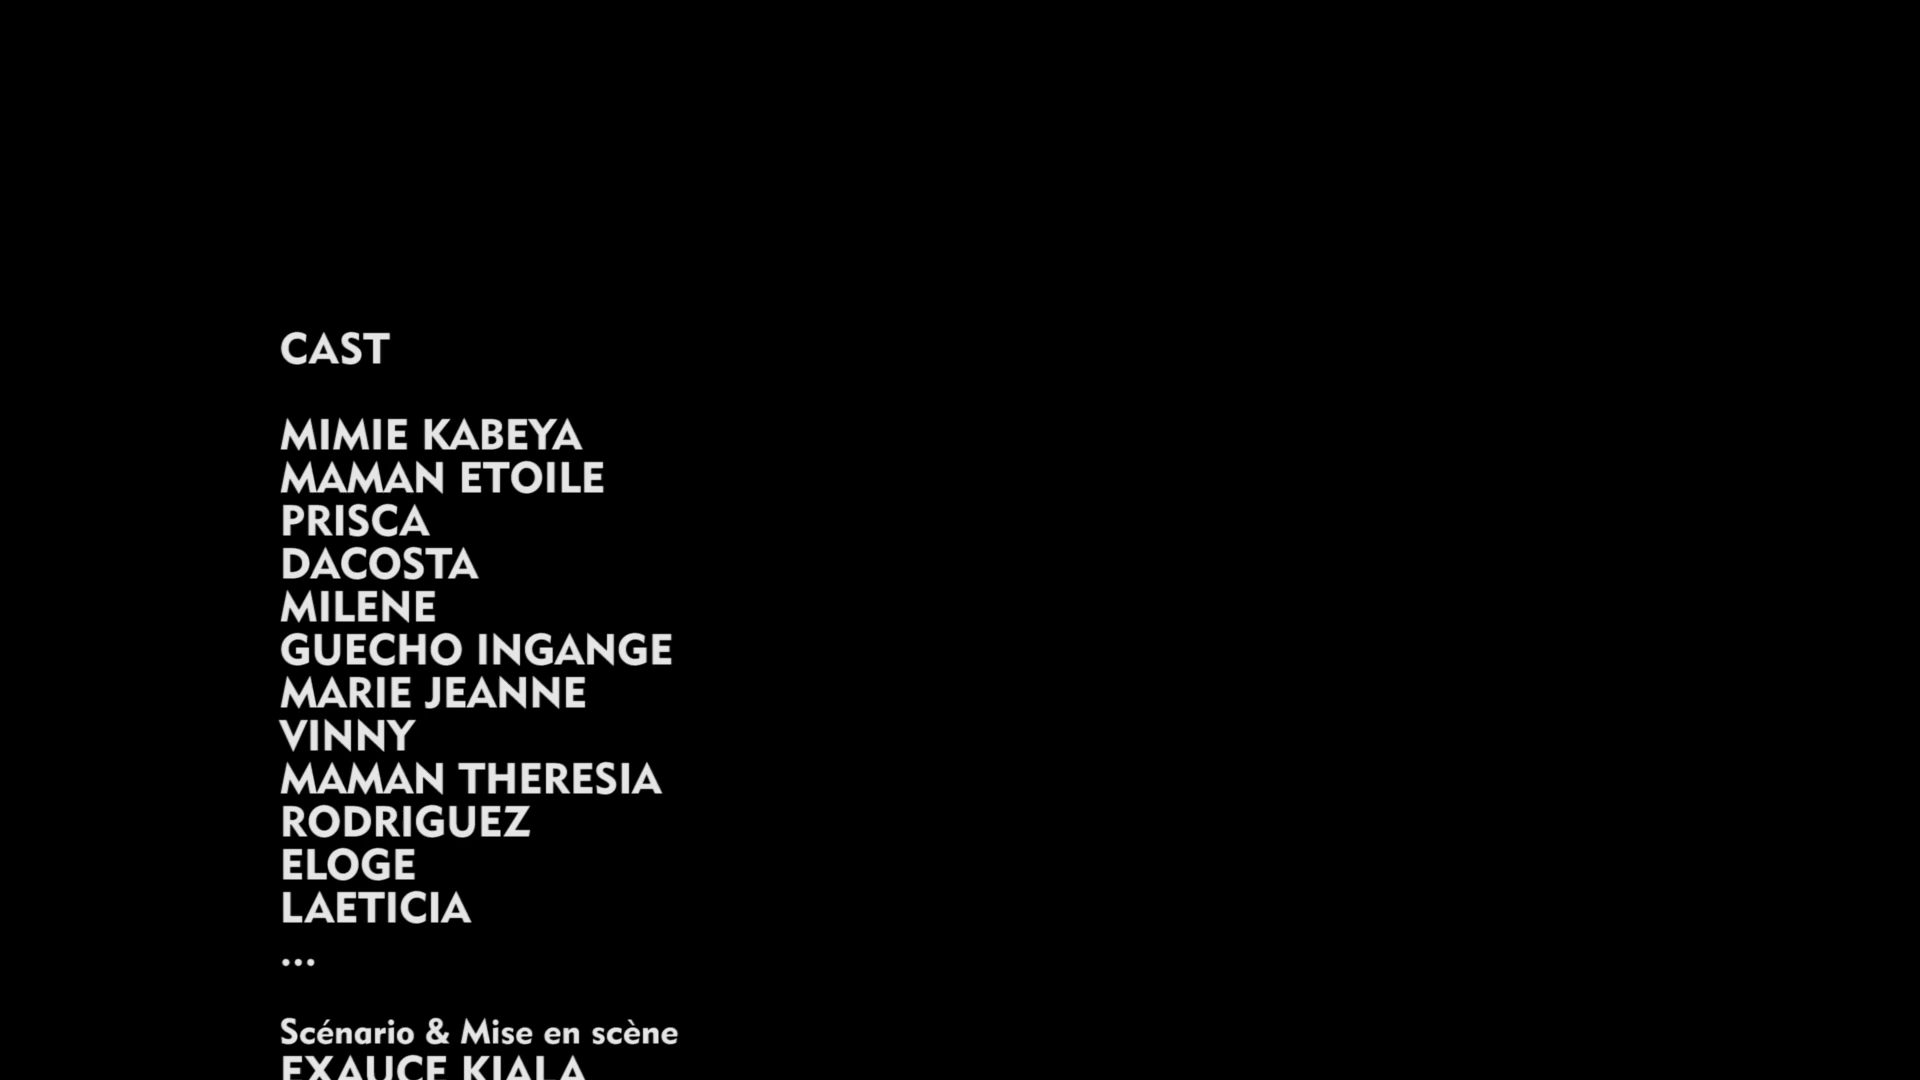 CAST
MIMIE KABEYA
MAMAN ETOILE
PRISCA
DACOSTA
MILENE
GUECHO INGANGE
MARIE JEANNE
VINNY
MAMAN THERESIA
RODRIGUEZ
ELOGE
LAETICIA
...
Scénario & Mise en scène
EXAUCE KIALA